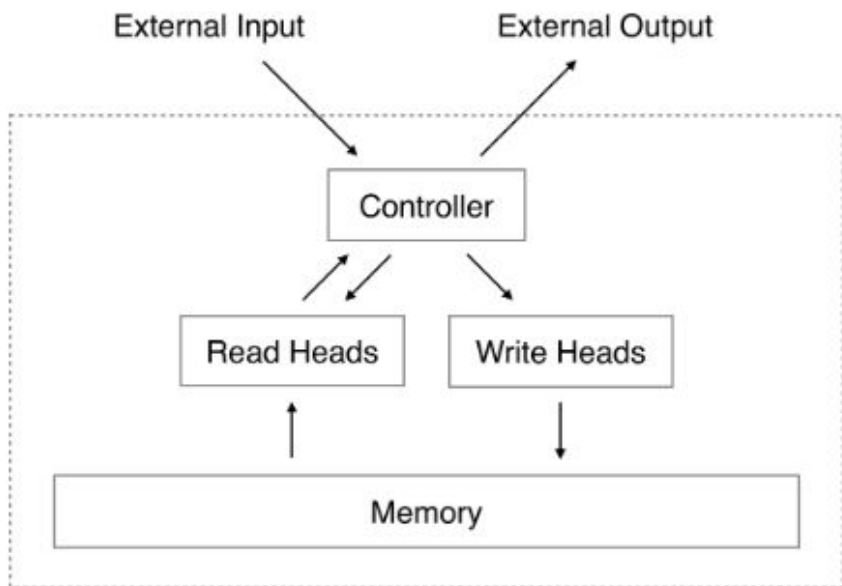 External Input
External Output
Controller
Read Heads
Write Heads
Memory